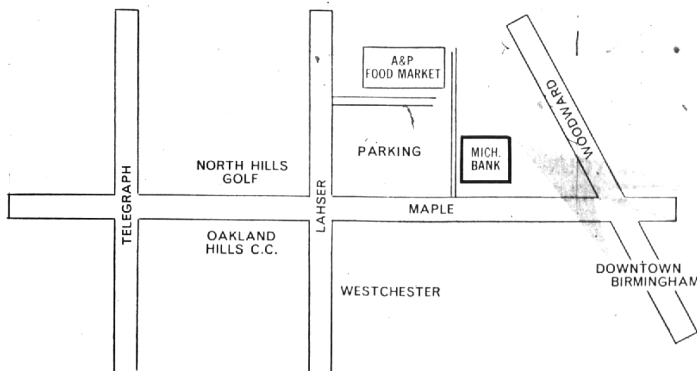 A&P
FOOD MARKET
WOODWARD
PARKING
MICH.
BANK
NORTH HILLS
GOLF
TELEGRAPH
LAHSER
MAPLE
OAKLAND
HILLS C.C.
WESTCHESTER
DOWNTOWN
BIRMINGHAM